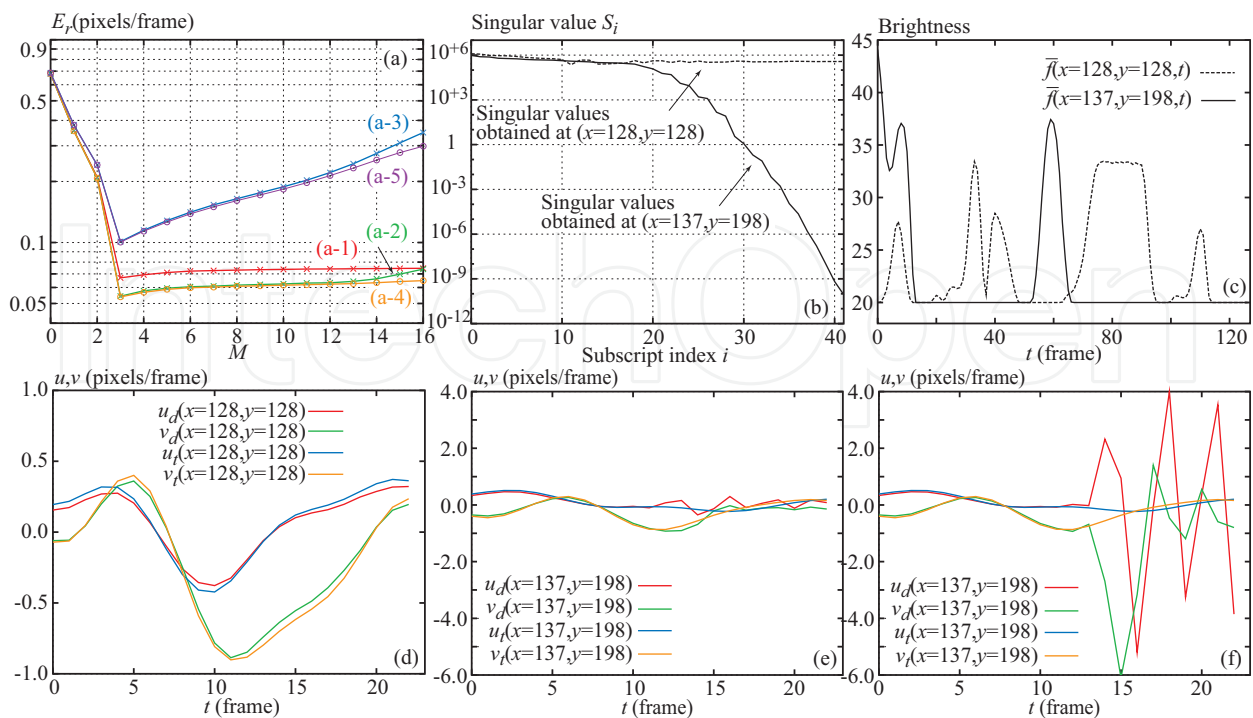 E_r(pixels/frame)
0.9
0.5
0.1
0.05
0 2 4 6 8 10 12 14 16
M
(a)
(a-3)
(a-5)
(a-2)
(a-1)
(a-4)
Singular value S_i
10+6
10+3
1
10-3
10-6
10-9
10-12
0 10 20 30 40
Subscript index i
Singular values
obtained at (x=128,y=128)
Singular values
obtained at (x=137,y=198)
(b)
Brightness
45
40
35
30
25
20
0 20 40 60 80 100 120
t (frame)
f(x=128,y=128,t)
f(x=137,y=198,t)
(c)
InTechOpen
u,v (pixels/frame)
1.0
0.5
0.0
-0.5
-1.0
0 5 10 15 20
t (frame)
u_d(x=128,y=128)
v_d(x=128,y=128)
u_t(x=128,y=128)
v_t(x=128,y=128)
(d)
u,v (pixels/frame)
4.0
2.0
0.0
-2.0
-4.0
-6.0
0 5 10 15 20
t (frame)
u_d(x=137,y=198)
v_d(x=137,y=198)
u_t(x=137,y=198)
v_t(x=137,y=198)
(e)
u,v (pixels/frame)
4.0
2.0
0.0
-2.0
-4.0
-6.0
0 5 10 15 20
t (frame)
u_d(x=137,y=198)
v_d(x=137,y=198)
u_t(x=137,y=198)
v_t(x=137,y=198)
(f)